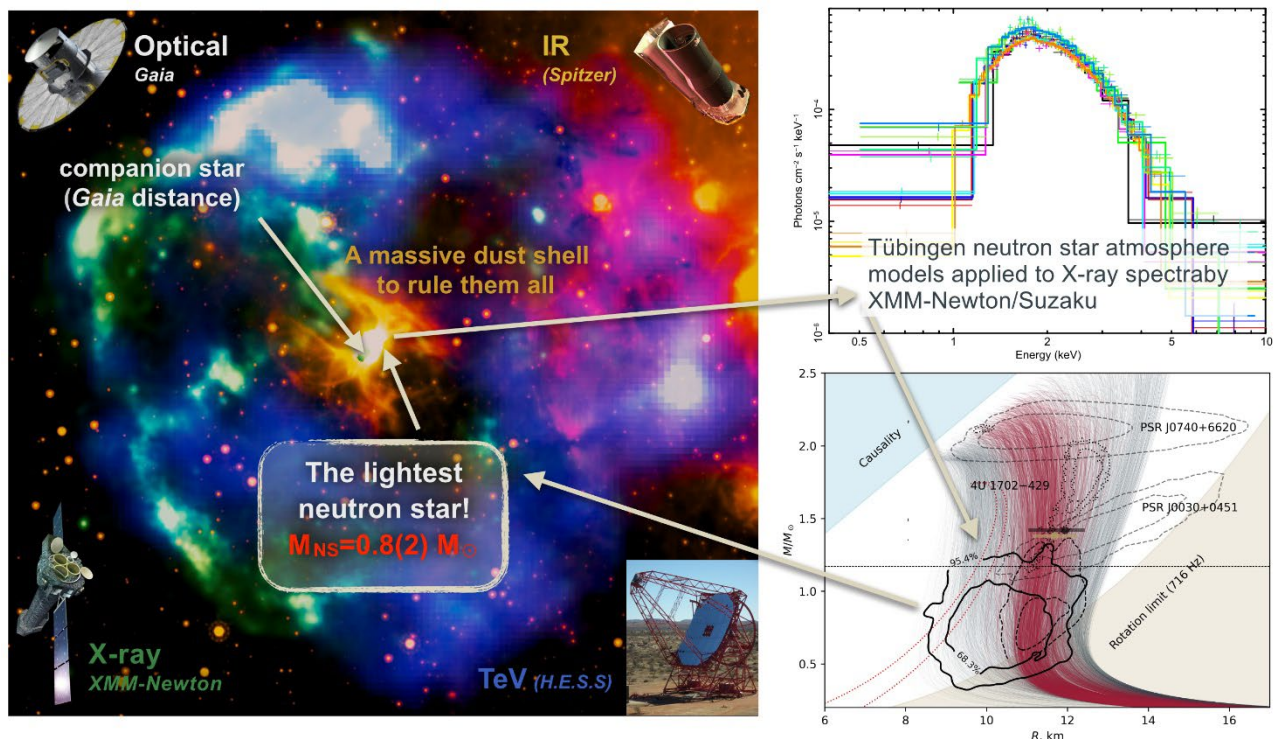 Optical
Gaia
IR
(Spitzer)
companion star
(Gaia distance)
A massive dust shell
to rule them all
The lightest
neutron star!
M NS=0.8(2) M☉
X-ray
XMM-Newton
TeV (H.E.S.S)
Photons cm⁻² s⁻¹ keV⁻¹
10⁻⁴
10⁻⁵
10⁻⁶
Tübingen neutron star atmosphere
models applied to X-ray spectraby
XMM-Newton/Suzaku
0.5 1 2 5 10
Energy (keV)
M/M☉
2.5
2.0
1.5
1.0
0.5
Causality
PSR J0740+6620
4U 1702−429
PSR J0030+0451
95.4%
68.3%
Rotation limit (716 Hz)
6 8 10 12 14 16
R, km